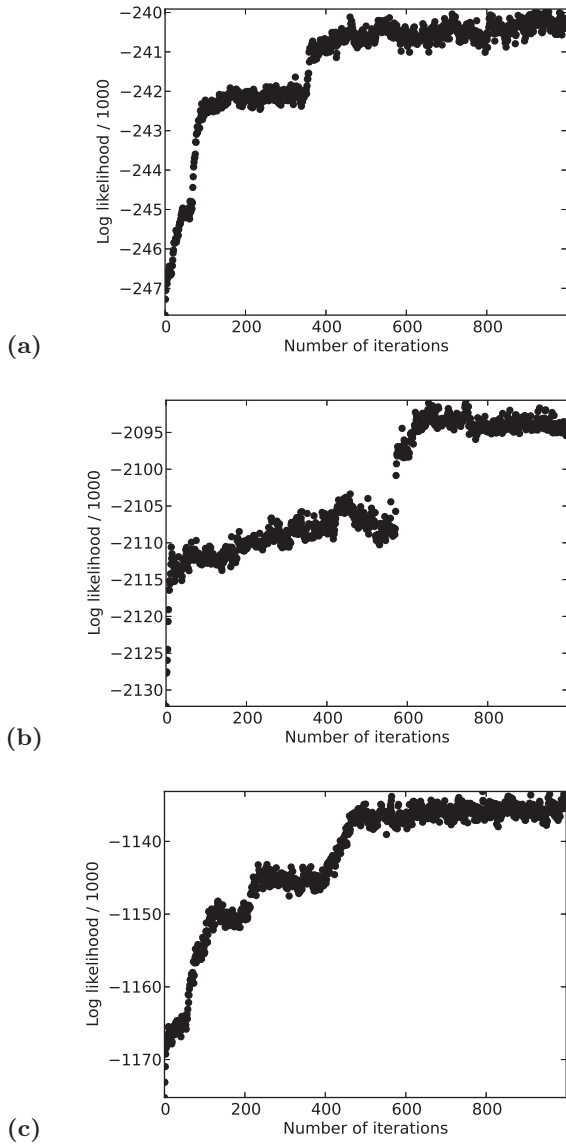 −240
−241
−242
−243
−244
−245
−246
−247
Log likelihood / 1000
0 200 400 600 800
Number of iterations
(a)
−2095
−2100
−2105
−2110
−2115
−2120
−2125
−2130
Log likelihood / 1000
0 200 400 600 800
Number of iterations
(b)
−1140
−1150
−1160
−1170
Log likelihood / 1000
0 200 400 600 800
Number of iterations
(c)